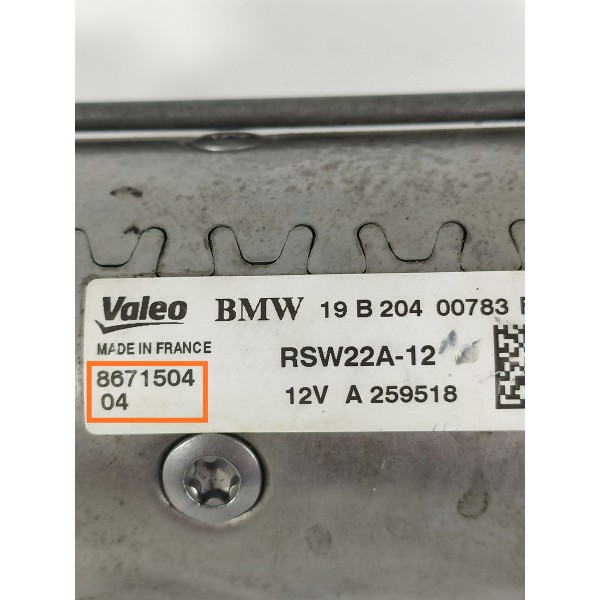 Valeo BMW 19 B 204 00783
MADE IN FRANCE RSW22A-12
8671504
04 12V A 259518